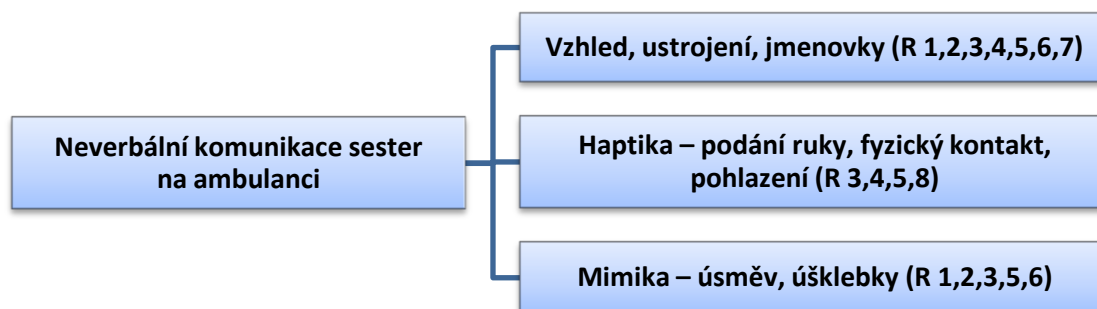 Vzhled, ustrojení, jmenovky (R 1,2,3,4,5,6,7)
Neverbální komunikace sester
na ambulanci
Haptika – podání ruky, fyzický kontakt,
pohlazení (R 3,4,5,8)
Mimika – úsměv, úšklebky (R 1,2,3,5,6)